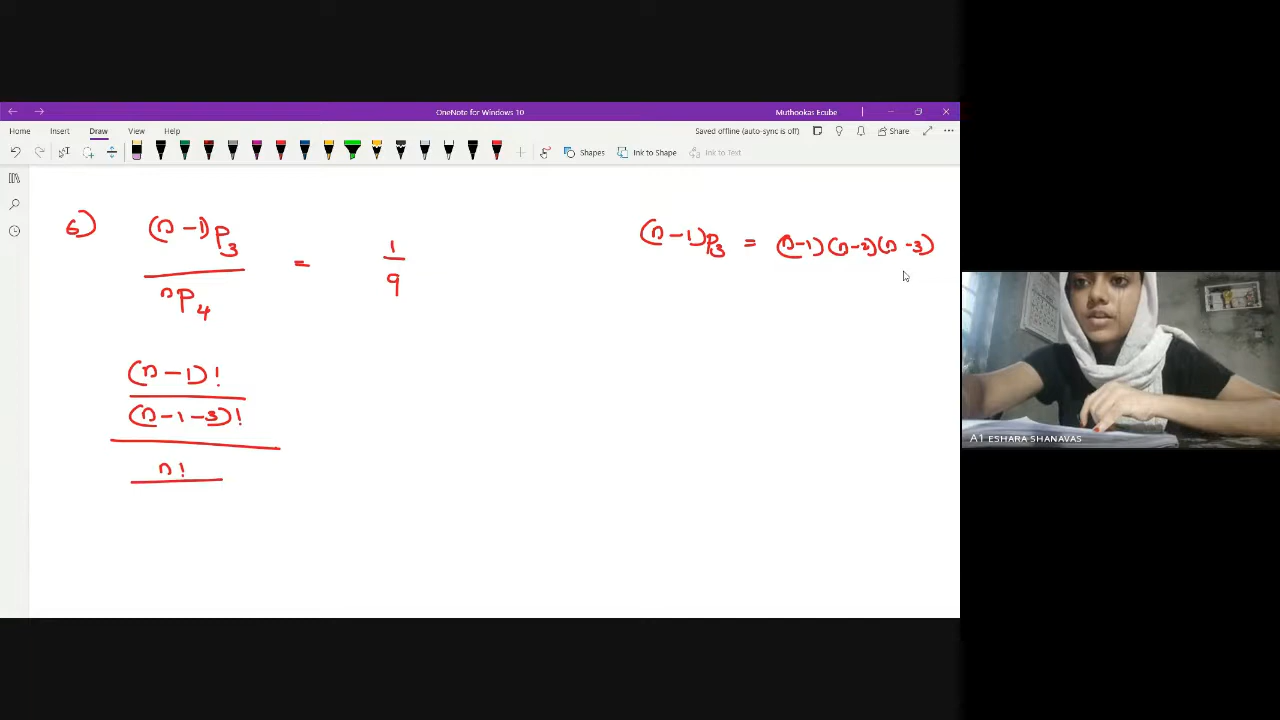 OneNote for Windows 10
Muthookas Ecube
Home Insert Draw View Help
Saved offline (auto-sync is off) Share
Shapes Ink to Shape Ink to Text
6) (n-1)P₃ / nP₄ = 1/9
(n-1)P₃ = (n-1)(n-2)(n-3)
(n-1)!
(n-1-3)!
n!
A1 ESHARA SHANAVAS